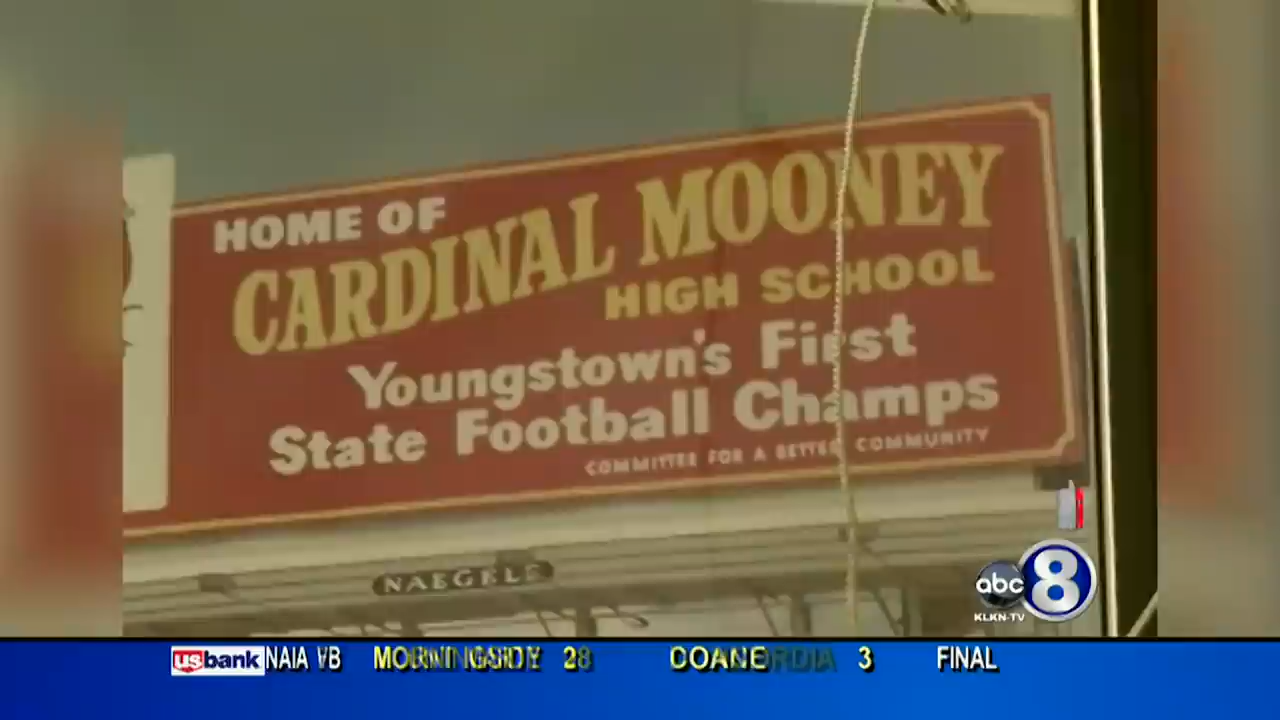 HOME OF
CARDINAL MOONEY
HIGH SCHOOL
Youngstown's First
State Football Champs
COMMITTEE FOR A BETTER COMMUNITY
NAEGELE
abc 8
KLKN-TV
usbank NAIA VB 3 FINAL